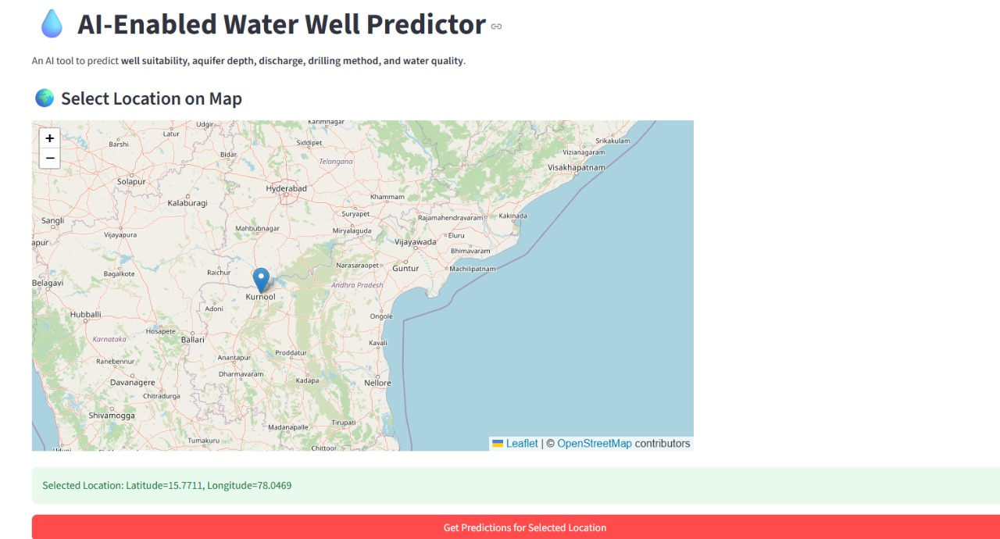 AI-Enabled Water Well Predictor
An AI tool to predict well suitability, aquifer depth, discharge, drilling method, and water quality.
Select Location on Map
+
−
Udgir
Karimnagar
Latur
Barshi
Siddipet
Srikakulam
Bidar
Vizianagaram
Telangana
Visakhapatnam
Solapur
Hyderabad
Kalaburagi
Khammam
Suryapet
Rajamahendravaram
Kakinada
Sangli
Mahbubnagar
Miryalaguda
Vijayapura
Eluru
apur
Vijayawada
Bhimavaram
Bagalkote
Raichur
Narasaraopet
Guntur
Machilipatnam
Belagavi
Andhra Pradesh
Kurnool
Adoni
Hubballi
Ongole
Hosapete
Karnataka
Ballari
Kavali
Ranebennur
Anantapur
Proddatur
Dharmavaram
Davanagere
Kadapa
Nellore
Chitradurga
Shivamogga
Tirupati
Madanapalle
Tumakuru
Chittoor
Leaflet | © OpenStreetMap contributors
Selected Location: Latitude=15.7711, Longitude=78.0469
Get Predictions for Selected Location